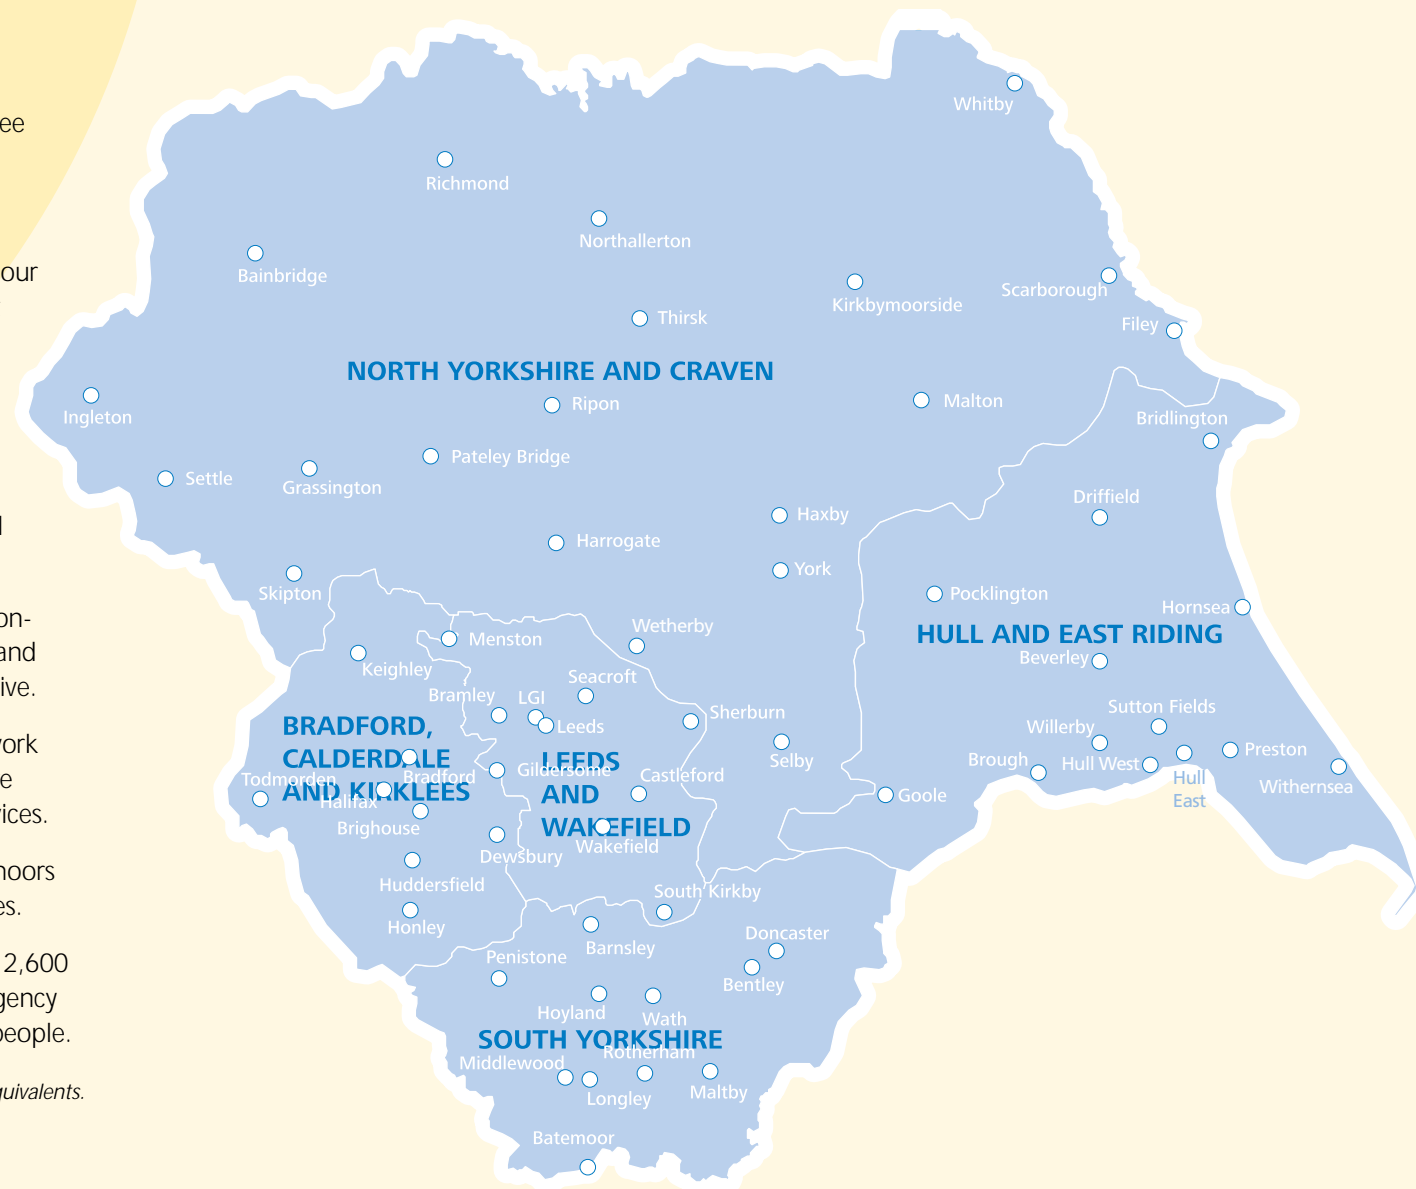 ee
our
on-
and
ive.
work
e
ices.
noors
es.
12,600
gency
people.
quivalents.
Whitby
Richmond
Northallerton
Bainbridge
Scarborough
Kirkbymoorside
Thirsk
Filey
NORTH YORKSHIRE AND CRAVEN
Ripon
Malton
Ingleton
Bridlington
Pateley Bridge
Settle
Grassington
Driffield
Haxby
Harrogate
York
Skipton
Pocklington
Hornsea
Wetherby
HULL AND EAST RIDING
Menston
Beverley
Keighley
Seacroft
Bramley
LGI
Sherburn
Sutton Fields
BRADFORD,
CALDERDALE
AND KIRKLEES
Leeds
Willerby
Preston
LEEDS
AND
WAKEFIELD
Selby
Brough
Hull West
Gildersome
Castleford
Hull
East
Withernsea
Todmorden
Bradford
Goole
Halifax
Brighouse
Wakefield
Dewsbury
Huddersfield
South Kirkby
Honley
Doncaster
Barnsley
Penistone
Bentley
Hoyland
Wath
SOUTH YORKSHIRE
Rotherham
Middlewood
Maltby
Longley
Batemoor